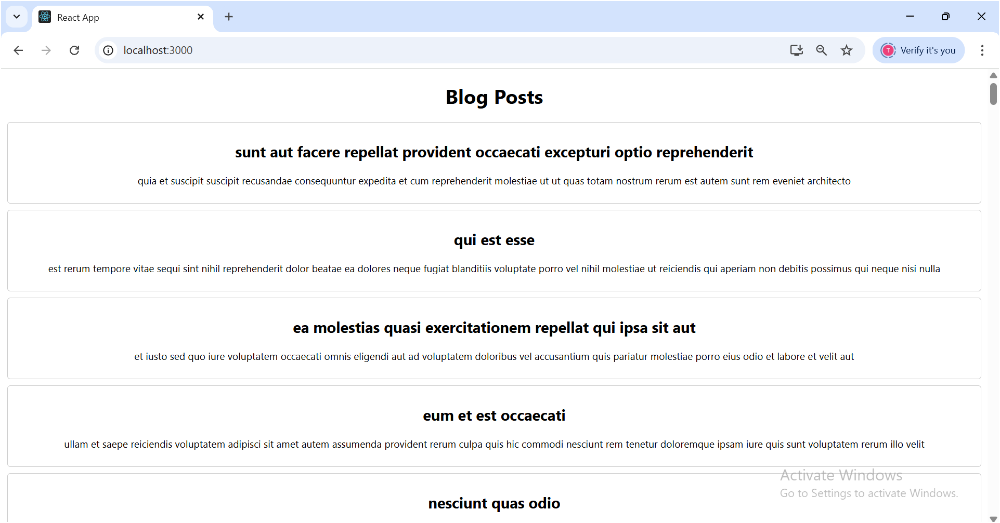 React App
localhost:3000
T
Verify it's you
Blog Posts
sunt aut facere repellat provident occaecati excepturi optio reprehenderit
quia et suscipit suscipit recusandae consequuntur expedita et cum reprehenderit molestiae ut ut quas totam nostrum rerum est autem sunt rem eveniet architecto
qui est esse
est rerum tempore vitae sequi sint nihil reprehenderit dolor beatae ea dolores neque fugiat blanditiis voluptate porro vel nihil molestiae ut reiciendis qui aperiam non debitis possimus qui neque nisi nulla
ea molestias quasi exercitationem repellat qui ipsa sit aut
et iusto sed quo iure voluptatem occaecati omnis eligendi aut ad voluptatem doloribus vel accusantium quis pariatur molestiae porro eius odio et labore et velit aut
eum et est occaecati
ullam et saepe reiciendis voluptatem adipisci sit amet autem assumenda provident rerum culpa quis hic commodi nesciunt rem tenetur doloremque ipsam iure quis sunt voluptatem rerum illo velit
nesciunt quas odio
Activate Windows
Go to Settings to activate Windows.